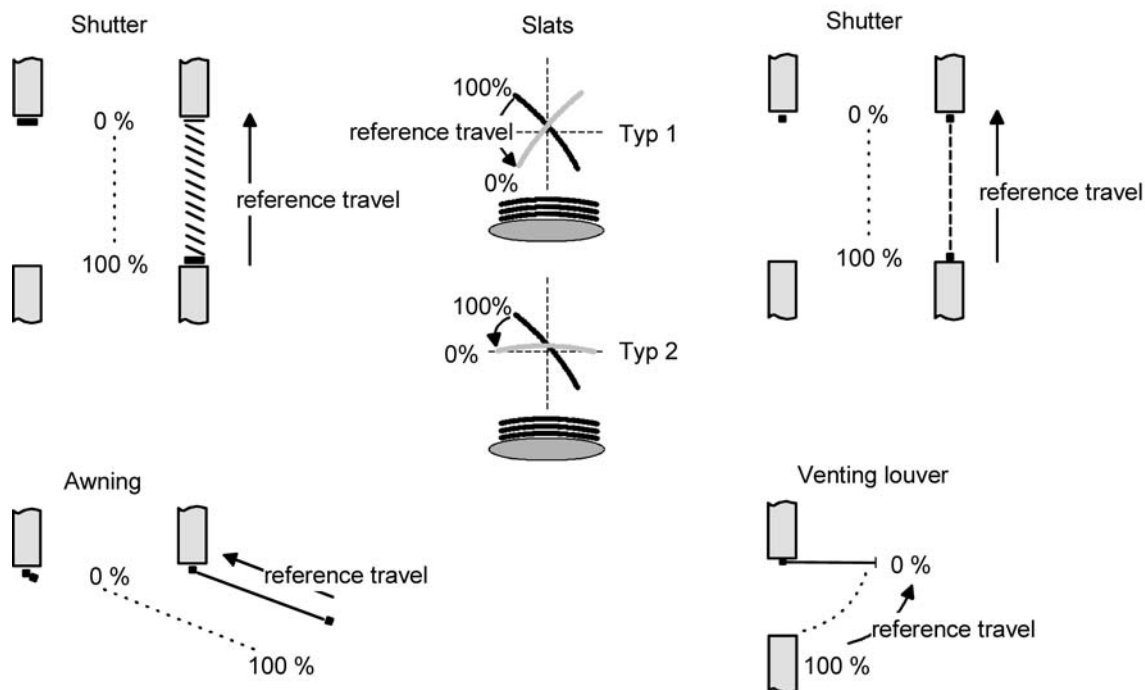 Shutter
0 %
reference travel
100 %
Slats
100%
reference travel
Typ 1
0%
100%
0%
Typ 2
Shutter
0 %
reference travel
100 %
Awning
0 %
reference travel
100 %
Venting louver
0 %
reference travel
100 %